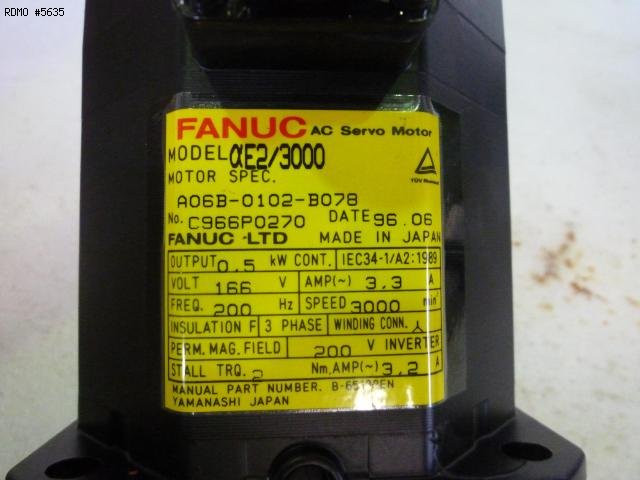 RDMO #5635
FANUC AC Servo Motor
MODEL αE2/3000
MOTOR SPEC.
A06B-0102-B078
No. C966P0270 DATE 96.06
FANUC LTD MADE IN JAPAN
OUTPUT 0.5 kW CONT. IEC34-1/A2:1989
VOLT 166 V AMP(~) 3.3 A
FREQ. 200 Hz SPEED 3000 min⁻¹
INSULATION F 3 PHASE WINDING CONN. 人
PERM. MAG. FIELD 200 V INVERTER
STALL TRQ. 2 Nm, AMP(~) 3.2 A
MANUAL PART NUMBER.
YAMANASHI JAPAN